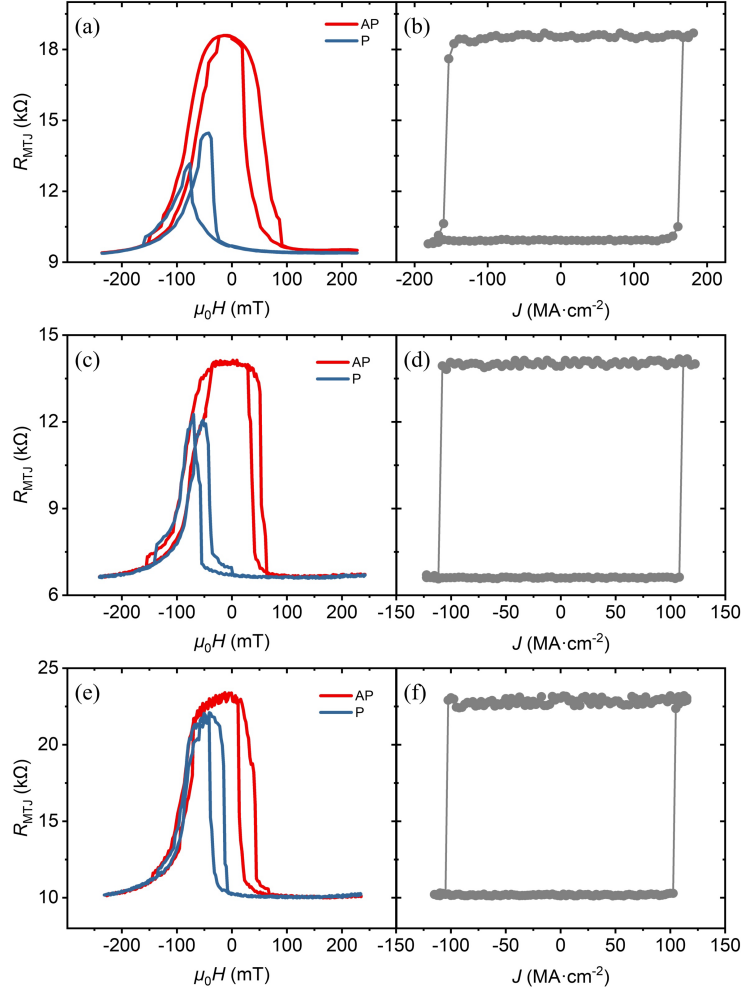 (a)
AP
P
18
15
12
9
R_MTJ (kΩ)
-200 -100 0 100 200
μ₀H (mT)
(b)
-200 -100 0 100 200
J (MA·cm⁻²)
(c)
AP
P
15
12
9
6
R_MTJ (kΩ)
-200 -100 0 100 200
μ₀H (mT)
(d)
-150 -100 -50 0 50 100 150
J (MA·cm⁻²)
(e)
AP
P
25
20
15
10
R_MTJ (kΩ)
-200 -100 0 100 200
μ₀H (mT)
(f)
-150 -100 -50 0 50 100 150
J (MA·cm⁻²)